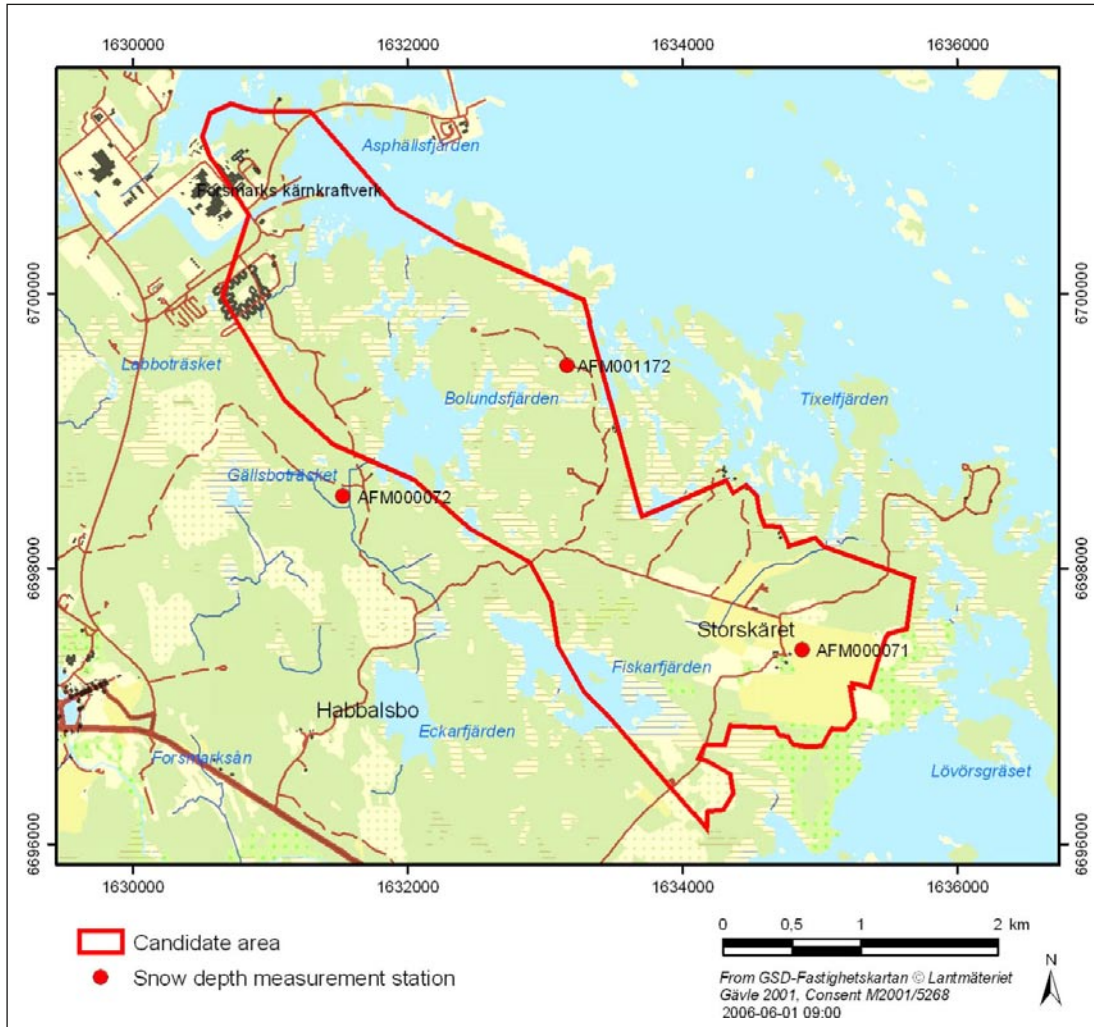 1630000
1632000
1634000
1636000
Asphällsfjärden
Forsmarks kärnkraftverk
6700000
6700000
Labboträsket
AFM001172
Bolundsfjärden
Tixelfjärden
Gällsboträsket
AFM000072
6698000
6698000
Storskäret
AFM000071
Fiskarfjärden
Habbalsbo
Eckarfjärden
Forsmarksån
Lövörsgräset
6696000
6696000
1630000
1632000
1634000
1636000
0 0,5 1 2 km
Candidate area
Snow depth measurement station
From GSD-Fastighetskartan © Lantmäteriet
Gävle 2001, Consent M2001/5268
2006-06-01 09:00
N